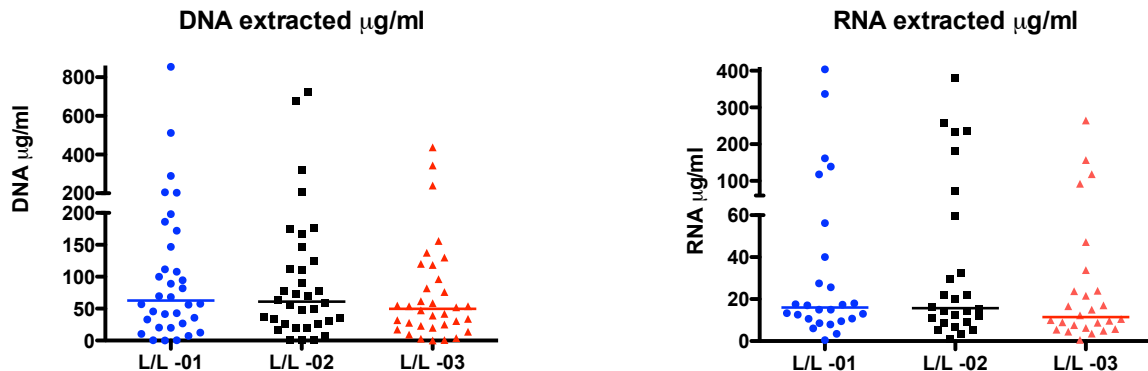 DNA extracted μg/ml
DNA μg/ml
800
600
400
200
200
150
100
50
0
L/L -01
L/L -02
L/L -03
RNA extracted μg/ml
RNA μg/ml
400
300
200
100
60
40
20
0
L/L -01
L/L -02
L/L -03